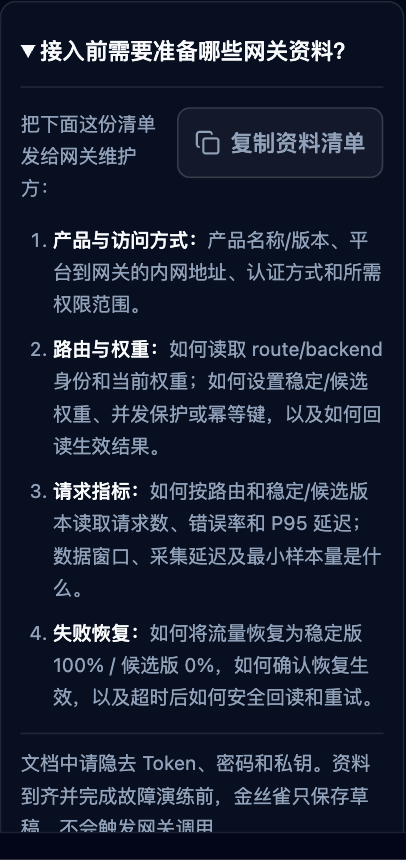 ▼接入前需要准备哪些网关资料?
把下面这份清单
发给网关维护
方：
复制资料清单
1. 产品与访问方式：产品名称/版本、平
台到网关的内网地址、认证方式和所需
权限范围。
2. 路由与权重：如何读取 route/backend
身份和当前权重；如何设置稳定/候选
权重、并发保护或幂等键，以及如何回
读生效结果。
3. 请求指标：如何按路由和稳定/候选版
本读取请求数、错误率和 P95 延迟；
数据窗口、采集延迟及最小样本量是什
么。
4. 失败恢复：如何将流量恢复为稳定版
100% / 候选版 0%，如何确认恢复生
效，以及超时后如何安全回读和重试。
文档中请隐去 Token、密码和私钥。资料
到齐并完成故障演练前，金丝雀只保存草
稿，不会触发网关调用